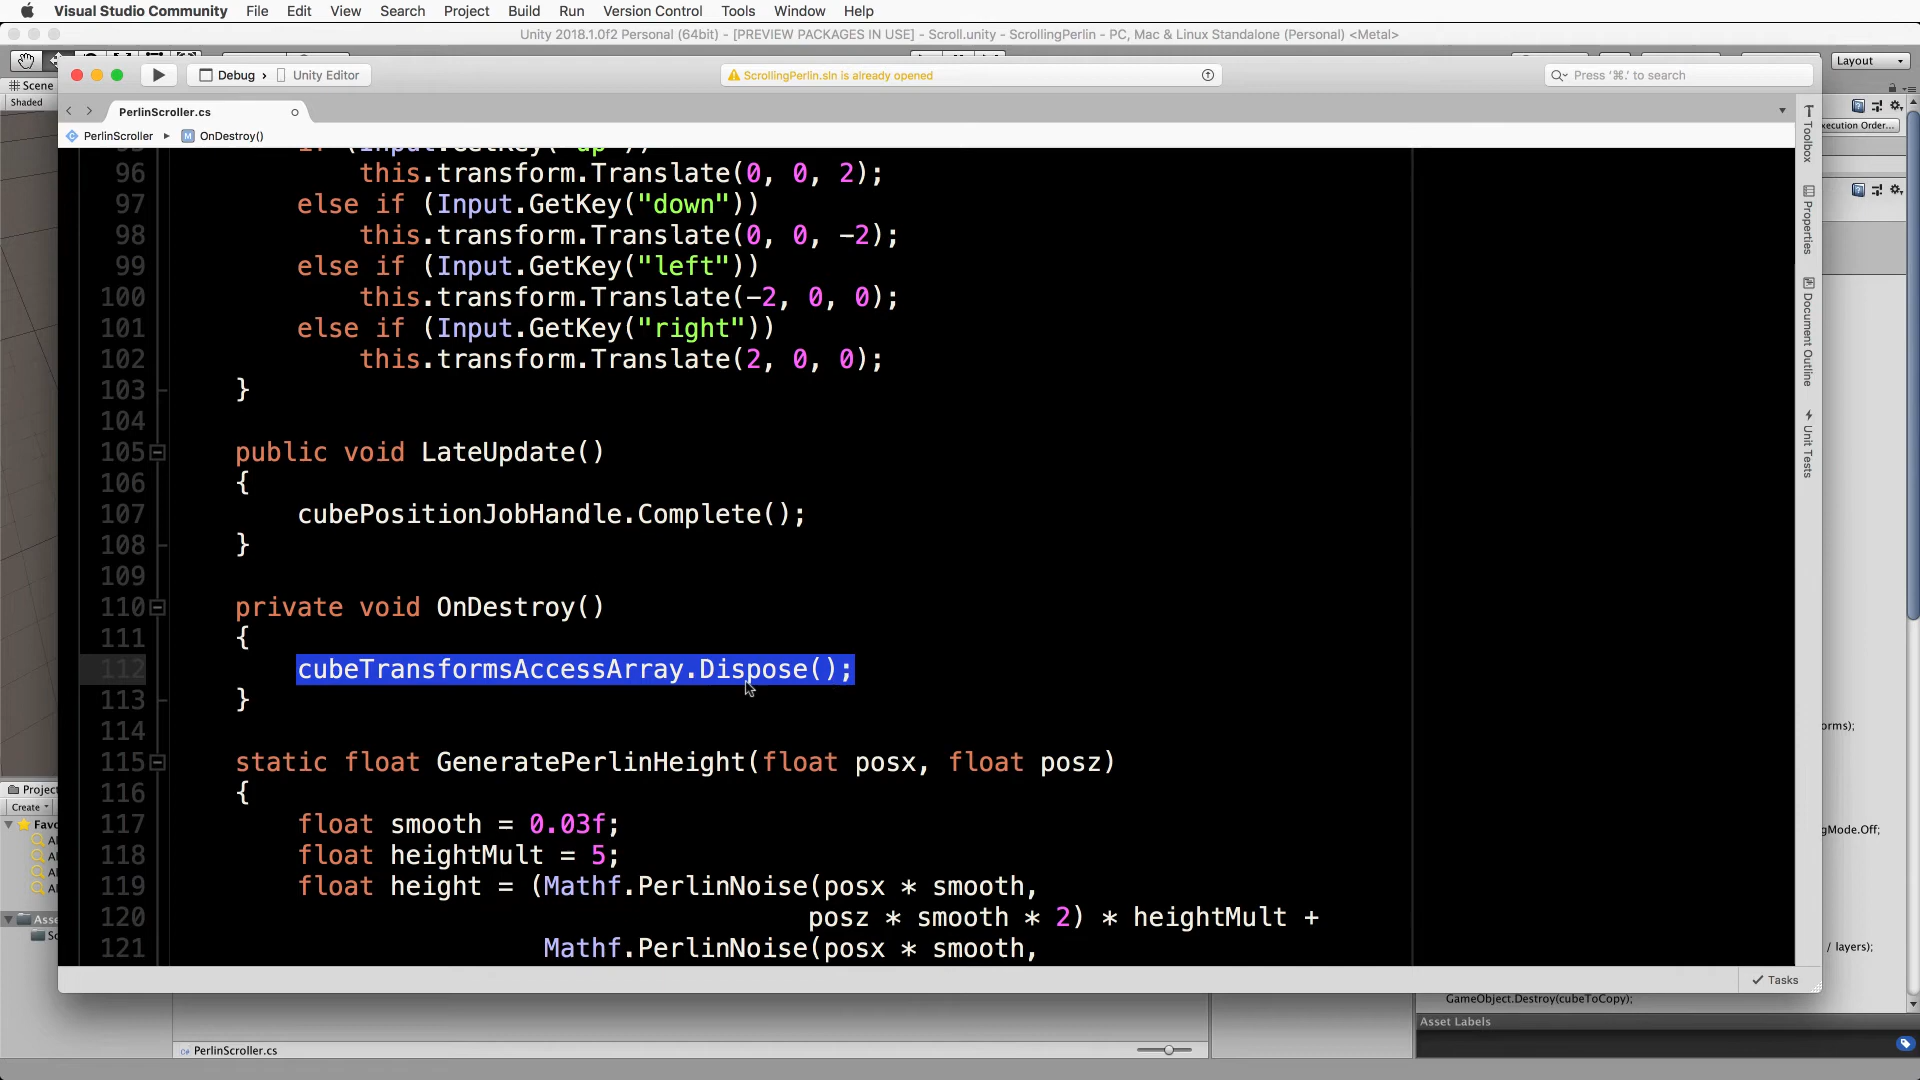 Visual Studio Community File Edit View Search Project Build Run Version Control Tools Window Help
Unity 2018.1.0f2 Personal (64bit) - [PREVIEW PACKAGES IN USE] - Scroll.unity - ScrollingPerlin - PC, Mac & Linux Standalone (Personal) <Metal>
Layout
Debug › Unity Editor
ScrollingPerlin.sln is already opened
Press '⌘.' to search
Scene
Shaded
PerlinScroller.cs
PerlinScroller ▸ OnDestroy()
Toolbox
Properties
Document Outline
Unit Tests
xecution Order...
96 this.transform.Translate(0, 0, 2);
97 else if (Input.GetKey("down"))
98 this.transform.Translate(0, 0, -2);
99 else if (Input.GetKey("left"))
100 this.transform.Translate(-2, 0, 0);
101 else if (Input.GetKey("right"))
102 this.transform.Translate(2, 0, 0);
103 }
104
105 public void LateUpdate()
106 {
107 cubePositionJobHandle.Complete();
108 }
109
110 private void OnDestroy()
111 {
112 cubeTransformsAccessArray.Dispose();
113 }
114
115 static float GeneratePerlinHeight(float posx, float posz)
116 {
117 float smooth = 0.03f;
118 float heightMult = 5;
119 float height = (Mathf.PerlinNoise(posx * smooth,
120 posz * smooth * 2) * heightMult +
121 Mathf.PerlinNoise(posx * smooth,
orms);
gMode.Off;
/ layers);
Project
Create
Favo
Asse
Sc
Tasks
GameObject.Destroy(cubeToCopy);
Asset Labels
PerlinScroller.cs